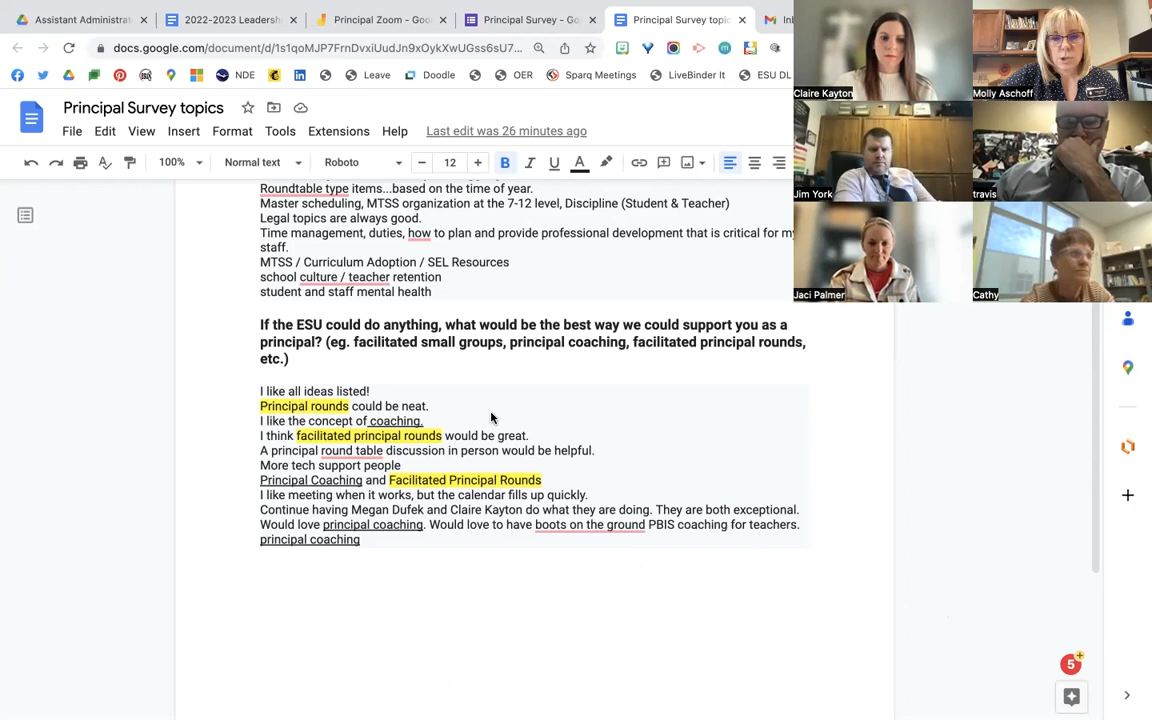 Assistant Administrat
2022-2023 Leadersh
Principal Zoom - Goo
Principal Survey - Go
Principal Survey topic
docs.google.com/document/d/1s1qoMJP7FrnDvxiUudJn9xOykXwUGss6sU7...
NDE
Leave
Doodle
OER
Sparq Meetings
LiveBinder It
ESU DL
Principal Survey topics
File Edit View Insert Format Tools Extensions Help Last edit was 26 minutes ago
100% Normal text Roboto 12
Roundtable type items...based on the time of year.
Master scheduling, MTSS organization at the 7-12 level, Discipline (Student & Teacher)
Legal topics are always good.
Time management, duties, how to plan and provide professional development that is critical for my
staff.
MTSS / Curriculum Adoption / SEL Resources
school culture / teacher retention
student and staff mental health
If the ESU could do anything, what would be the best way we could support you as a
principal? (eg. facilitated small groups, principal coaching, facilitated principal rounds,
etc.)
I like all ideas listed!
Principal rounds could be neat.
I like the concept of coaching.
I think facilitated principal rounds would be great.
A principal round table discussion in person would be helpful.
More tech support people
Principal Coaching and Facilitated Principal Rounds
I like meeting when it works, but the calendar fills up quickly.
Continue having Megan Dufek and Claire Kayton do what they are doing. They are both exceptional.
Would love principal coaching. Would love to have boots on the ground PBIS coaching for teachers.
principal coaching
Claire Kayton
Molly Aschoff
Jim York
travis
Jaci Palmer
Cathy
5